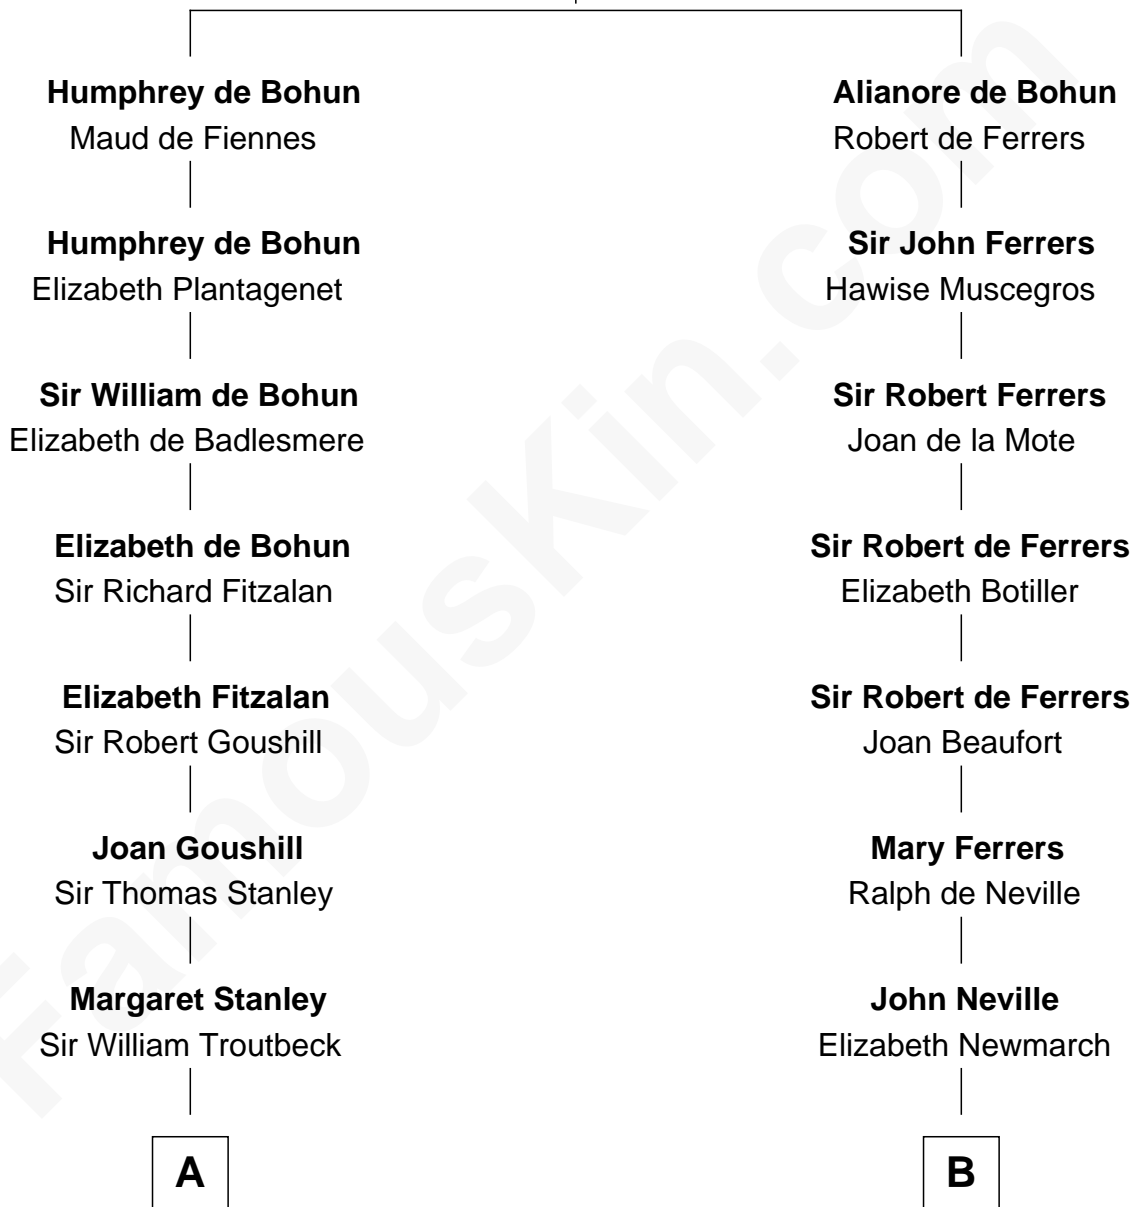 Humphrey de Bohun
Maud de Fiennes
Humphrey de Bohun
Elizabeth Plantagenet
Sir William de Bohun
Elizabeth de Badlesmere
Elizabeth de Bohun
Sir Richard Fitzalan
Elizabeth Fitzalan
Sir Robert Goushill
Joan Goushill
Sir Thomas Stanley
Margaret Stanley
Sir William Troutbeck
A
Alianore de Bohun
Robert de Ferrers
Sir John Ferrers
Hawise Muscegros
Sir Robert Ferrers
Joan de la Mote
Sir Robert de Ferrers
Elizabeth Botiller
Sir Robert de Ferrers
Joan Beaufort
Mary Ferrers
Ralph de Neville
John Neville
Elizabeth Newmarch
B
FamousKin.com